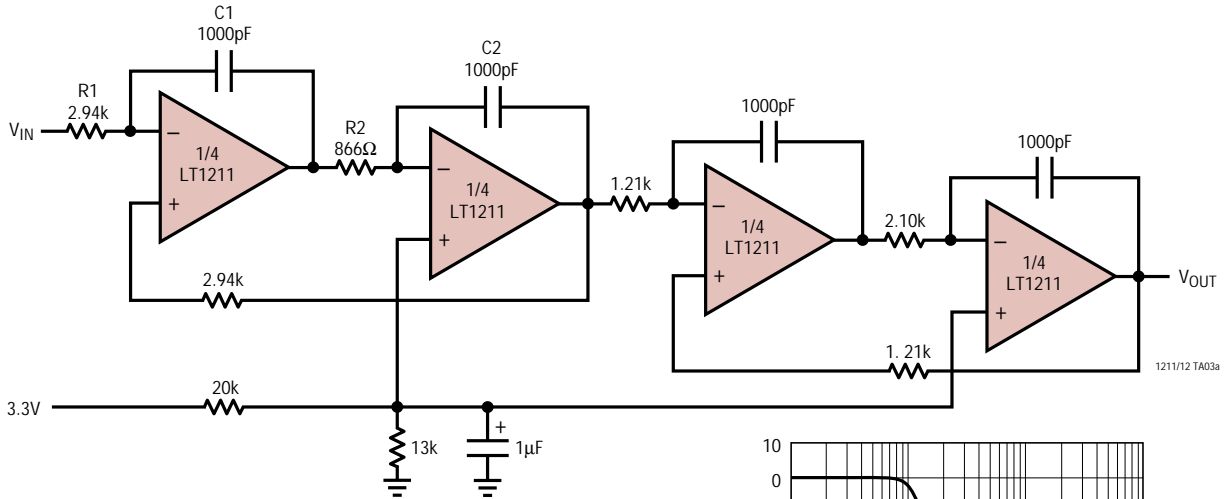 C1
1000pF
C2
1000pF
R1
2.94k
VIN
–
+
1/4
LT1211
R2
866Ω
–
+
1/4
LT1211
2.94k
1000pF
1.21k
–
+
1/4
LT1211
1000pF
2.10k
–
+
1/4
LT1211
VOUT
1. 21k
1211/12 TA03a
3.3V
20k
13k
+
1µF
10
0